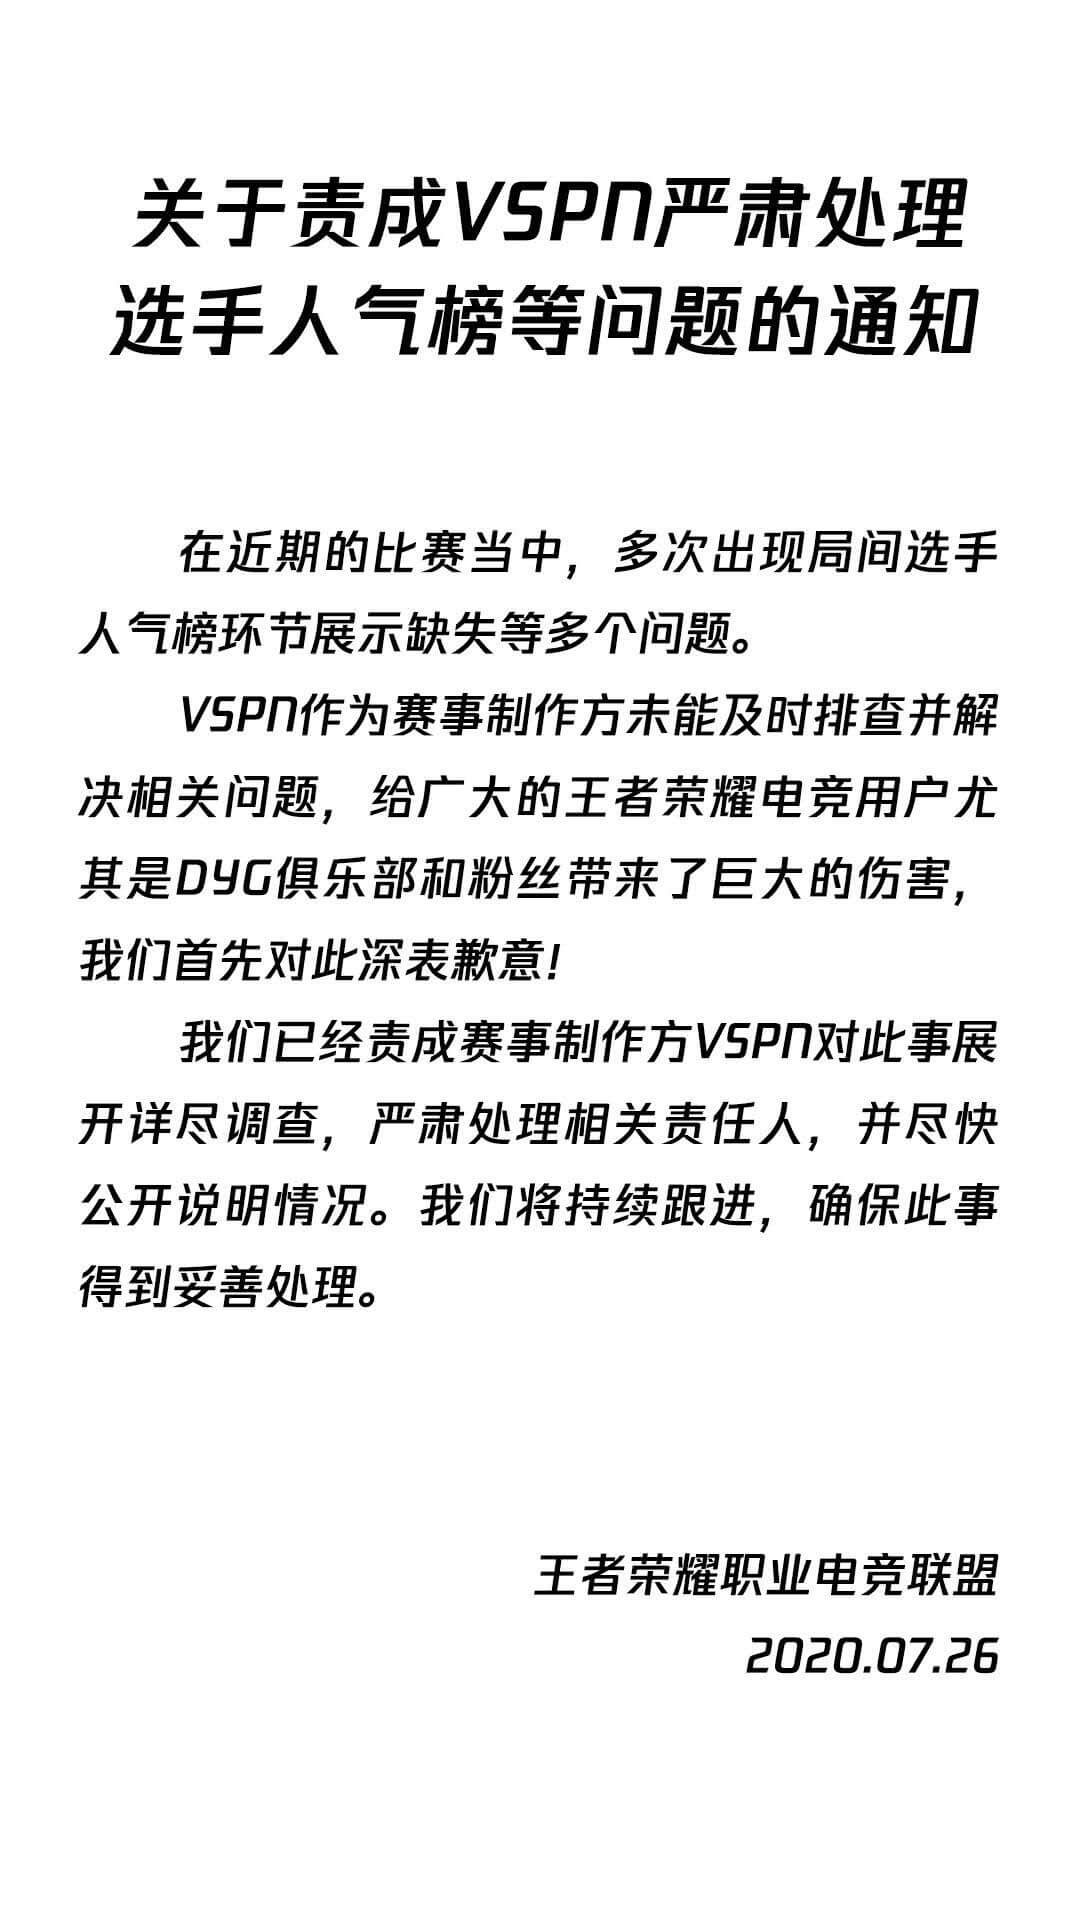 关于责成VSPN严肃处理
选手人气榜等问题的通知
在近期的比赛当中，多次出现局间选手
人气榜环节展示缺失等多个问题。
VSPN作为赛事制作方未能及时排查并解
决相关问题，给广大的王者荣耀电竞用户尤
其是DYG俱乐部和粉丝带来了巨大的伤害，
我们首先对此深表歉意！
我们已经责成赛事制作方VSPN对此事展
开详尽调查，严肃处理相关责任人，并尽快
公开说明情况。我们将持续跟进，确保此事
得到妥善处理。
王者荣耀职业电竞联盟
2020.07.26